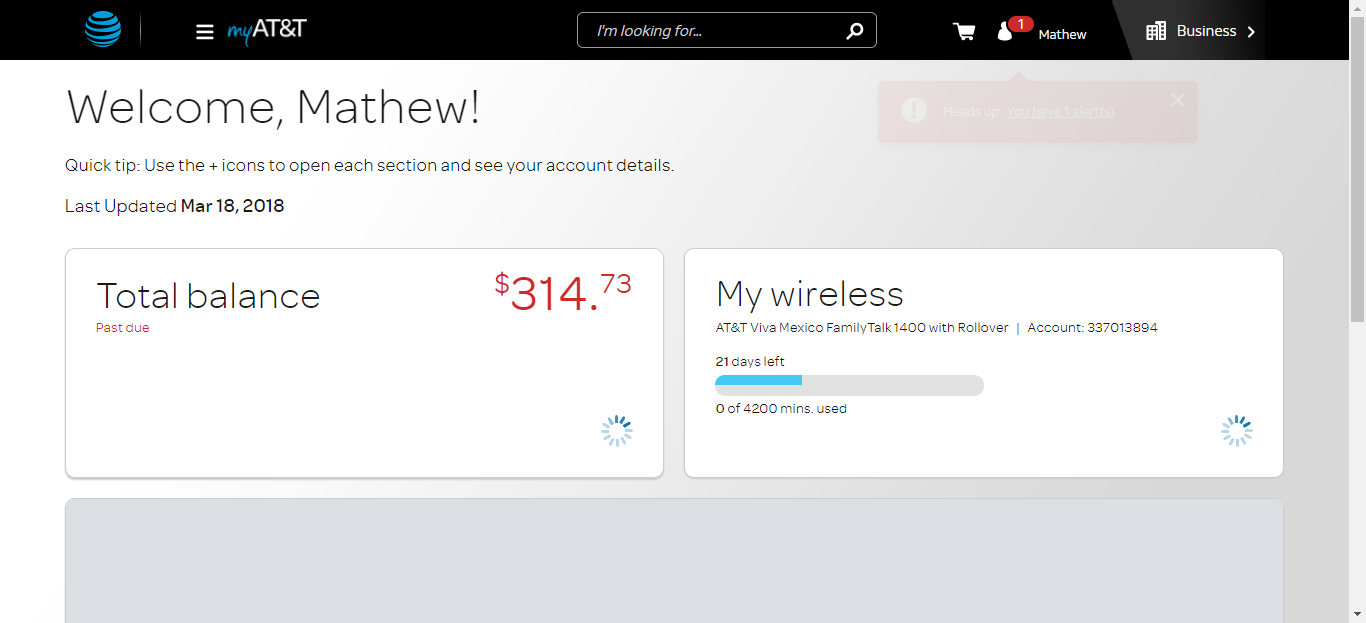 myAT&T
I'm looking for...
1
Mathew
Business
Welcome, Mathew!
Heads up: You have 1 alert(s)
Quick tip: Use the + icons to open each section and see your account details.
Last Updated Mar 18, 2018
Total balance
$314.73
Past due
My wireless
AT&T Viva Mexico FamilyTalk 1400 with Rollover | Account: 337013894
21 days left
0 of 4200 mins. used